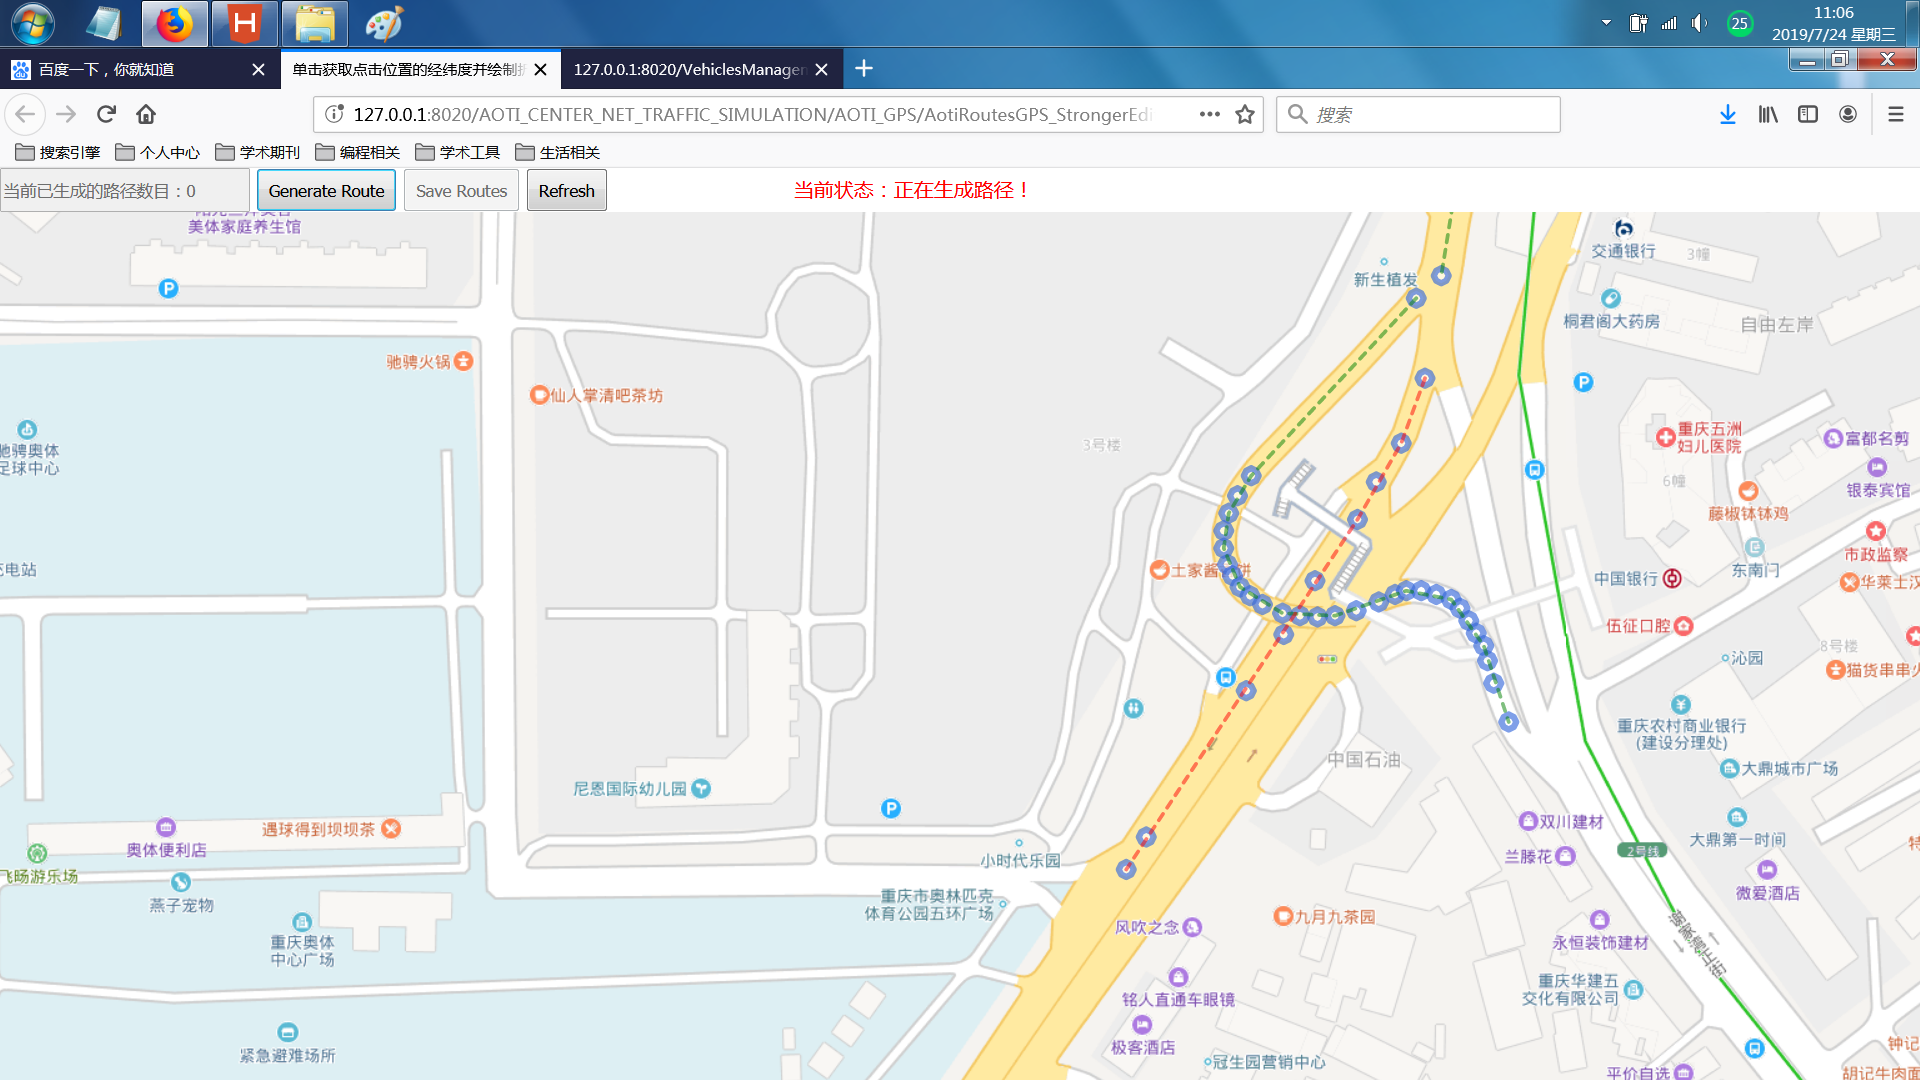 25
11:06
2019/7/24 星期三
百度一下，你就知道
单击获取点击位置的经纬度并绘制折
127.0.0.1:8020/VehiclesManager
127.0.0.1:8020/AOTI_CENTER_NET_TRAFFIC_SIMULATION/AOTI_GPS/AotiRoutesGPS_StrongerEdi
搜索
搜索引擎
个人中心
学术期刊
编程相关
学术工具
生活相关
当前已生成的路径数目：0
Generate Route
Save Routes
Refresh
当前状态：正在生成路径！
美体家庭养生馆
交通银行
3幢
新生植发
桐君阁大药房
自由左岸
驰骋火锅
仙人掌清吧茶坊
驰骋奥体
足球中心
3号楼
重庆五洲
妇儿医院
富都名剪
6幢
银泰宾馆
藤椒钵钵鸡
市政监察
充电站
土家酱
饼
中国银行
东南门
华莱士汉
伍征口腔
8号楼
沁园
猫货串串火
重庆农村商业银行
(建设分理处)
中国石油
大鼎城市广场
尼恩国际幼儿园
遇球得到坝坝茶
奥体便利店
双川建材
大鼎第一时间
特
兰滕花
2号线
小时代乐园
飞旸游乐场
微爱酒店
燕子宠物
重庆市奥林匹克
体育公园五环广场
九月九茶园
风吹之念
谢家湾正街
重庆奥体
中心广场
永恒装饰建材
铭人直通车眼镜
重庆华建五
交化有限公司
紧急避难场所
极客酒店
冠生园营销中心
钟记
平价自选
胡记牛肉面